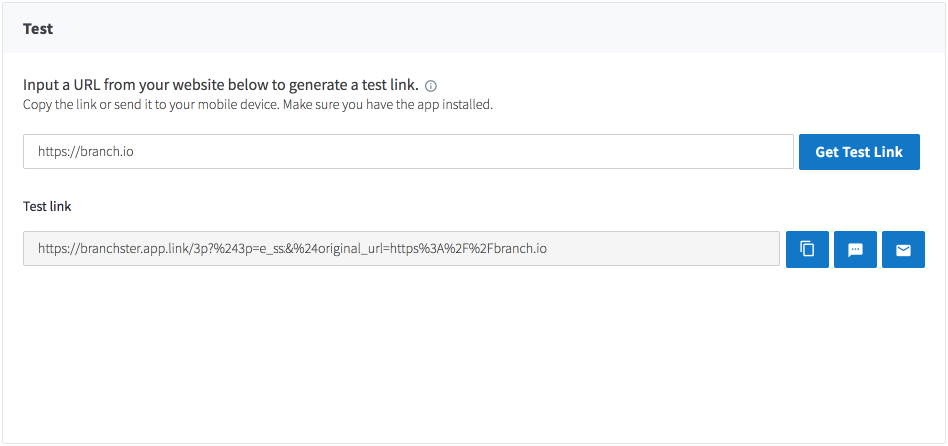 Test
Input a URL from your website below to generate a test link.
Copy the link or send it to your mobile device. Make sure you have the app installed.
https://branch.io
Get Test Link
Test link
https://branchster.app.link/3p?%243p=e_ss&%24original_url=https%3A%2F%2Fbranch.io